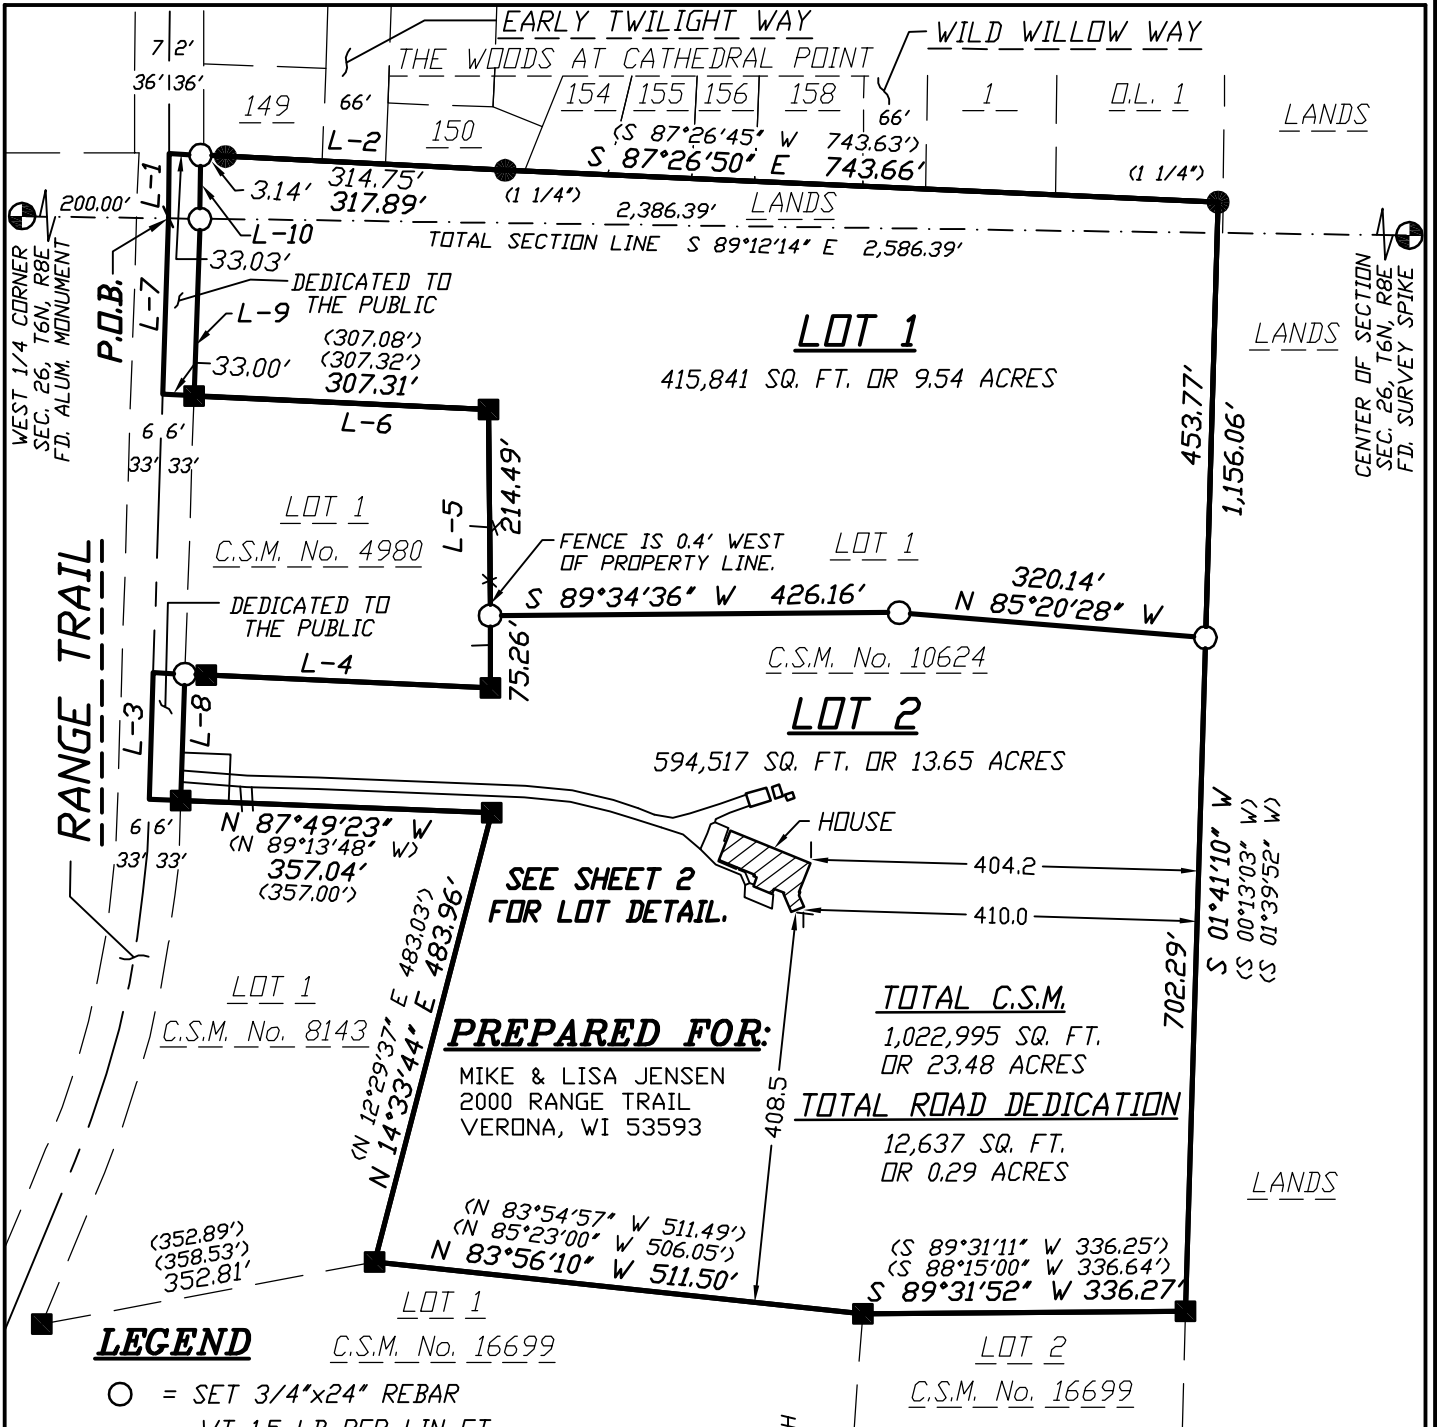 EARLY TWILIGHT WAY
WILD WILLOW WAY
THE WOODS AT CATHEDRAL POINT
7 2'
36' 36'
149
66'
150
154
155
156
158
66'
1
O.L. 1
LANDS
L-2
(S 87°26'45" W 743.63')
S 87°26'50" E 743.66'
(1 1/4")
(1 1/4")
L-1
3.14'
314.75'
317.89'
200.00'
2,386.39'
LANDS
L-10
TOTAL SECTION LINE S 89°12'14" E 2,586.39'
33.03'
WEST 1/4 CORNER
SEC. 26, T6N, R8E
FD. ALUM. MONUMENT
CENTER OF SECTION
SEC. 26, T6N, R8E
FD. SURVEY SPIKE
P.O.B.
L-7
DEDICATED TO
THE PUBLIC
L-9
(307.08')
(307.32')
307.31'
33.00'
L-6
LOT 1
415,841 SQ. FT. OR 9.54 ACRES
LANDS
453.77'
1,156.06'
6 6'
33' 33'
LOT 1
C.S.M. No. 4980
L-5
214.49'
FENCE IS 0.4' WEST
OF PROPERTY LINE.
LOT 1
S 89°34'36" W 426.16'
320.14'
N 85°20'28" W
RANGE TRAIL
DEDICATED TO
THE PUBLIC
75.26'
L-4
C.S.M. No. 10624
L-3
L-8
LOT 2
594,517 SQ. FT. OR 13.65 ACRES
HOUSE
404.2
410.0
6 6'
33' 33'
N 87°49'23" W
(N 89°13'48" W)
357.04'
(357.00')
SEE SHEET 2
FOR LOT DETAIL.
S 01°41'10" W
(S 00°13'03" W)
(S 01°39'52" W)
702.29'
(N 12°29'37" E 483.03')
N 14°33'44" E 483.96'
LOT 1
C.S.M. No. 8143
PREPARED FOR:
MIKE & LISA JENSEN
2000 RANGE TRAIL
VERONA, WI 53593
408.5
TOTAL C.S.M.
1,022,995 SQ. FT.
OR 23.48 ACRES
TOTAL ROAD DEDICATION
12,637 SQ. FT.
OR 0.29 ACRES
LANDS
(N 83°54'57" W 511.49')
(N 85°23'00" W 506.05')
N 83°56'10" W 511.50'
(S 89°31'11" W 336.25')
(S 88°15'00" W 336.64')
S 89°31'52" W 336.27'
(352.89')
(358.53')
352.81'
LOT 1
C.S.M. No. 16699
LOT 2
C.S.M. No. 16699
LEGEND
= SET 3/4"x24" REBAR